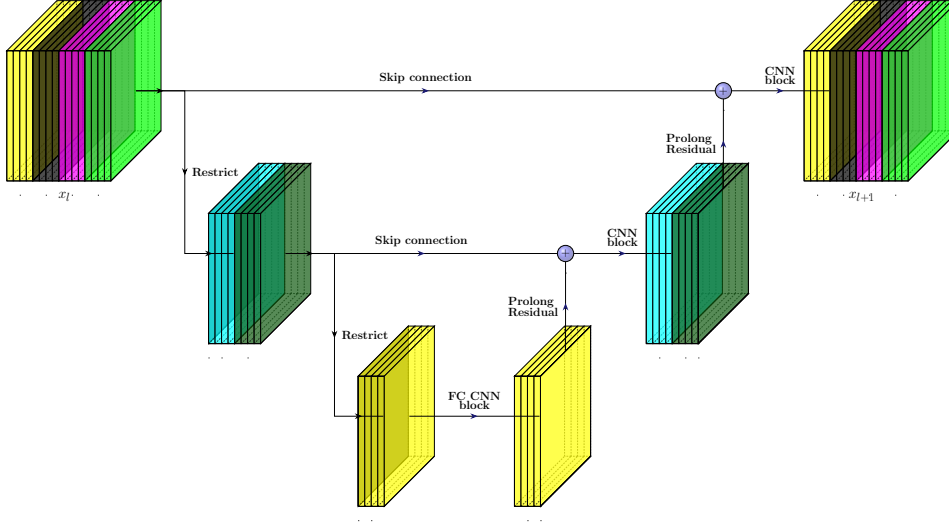 Skip connection
CNN
block
Prolong
Residual
Restrict
x_l
x_{l+1}
Skip connection
CNN
block
Prolong
Residual
Restrict
FC CNN
block